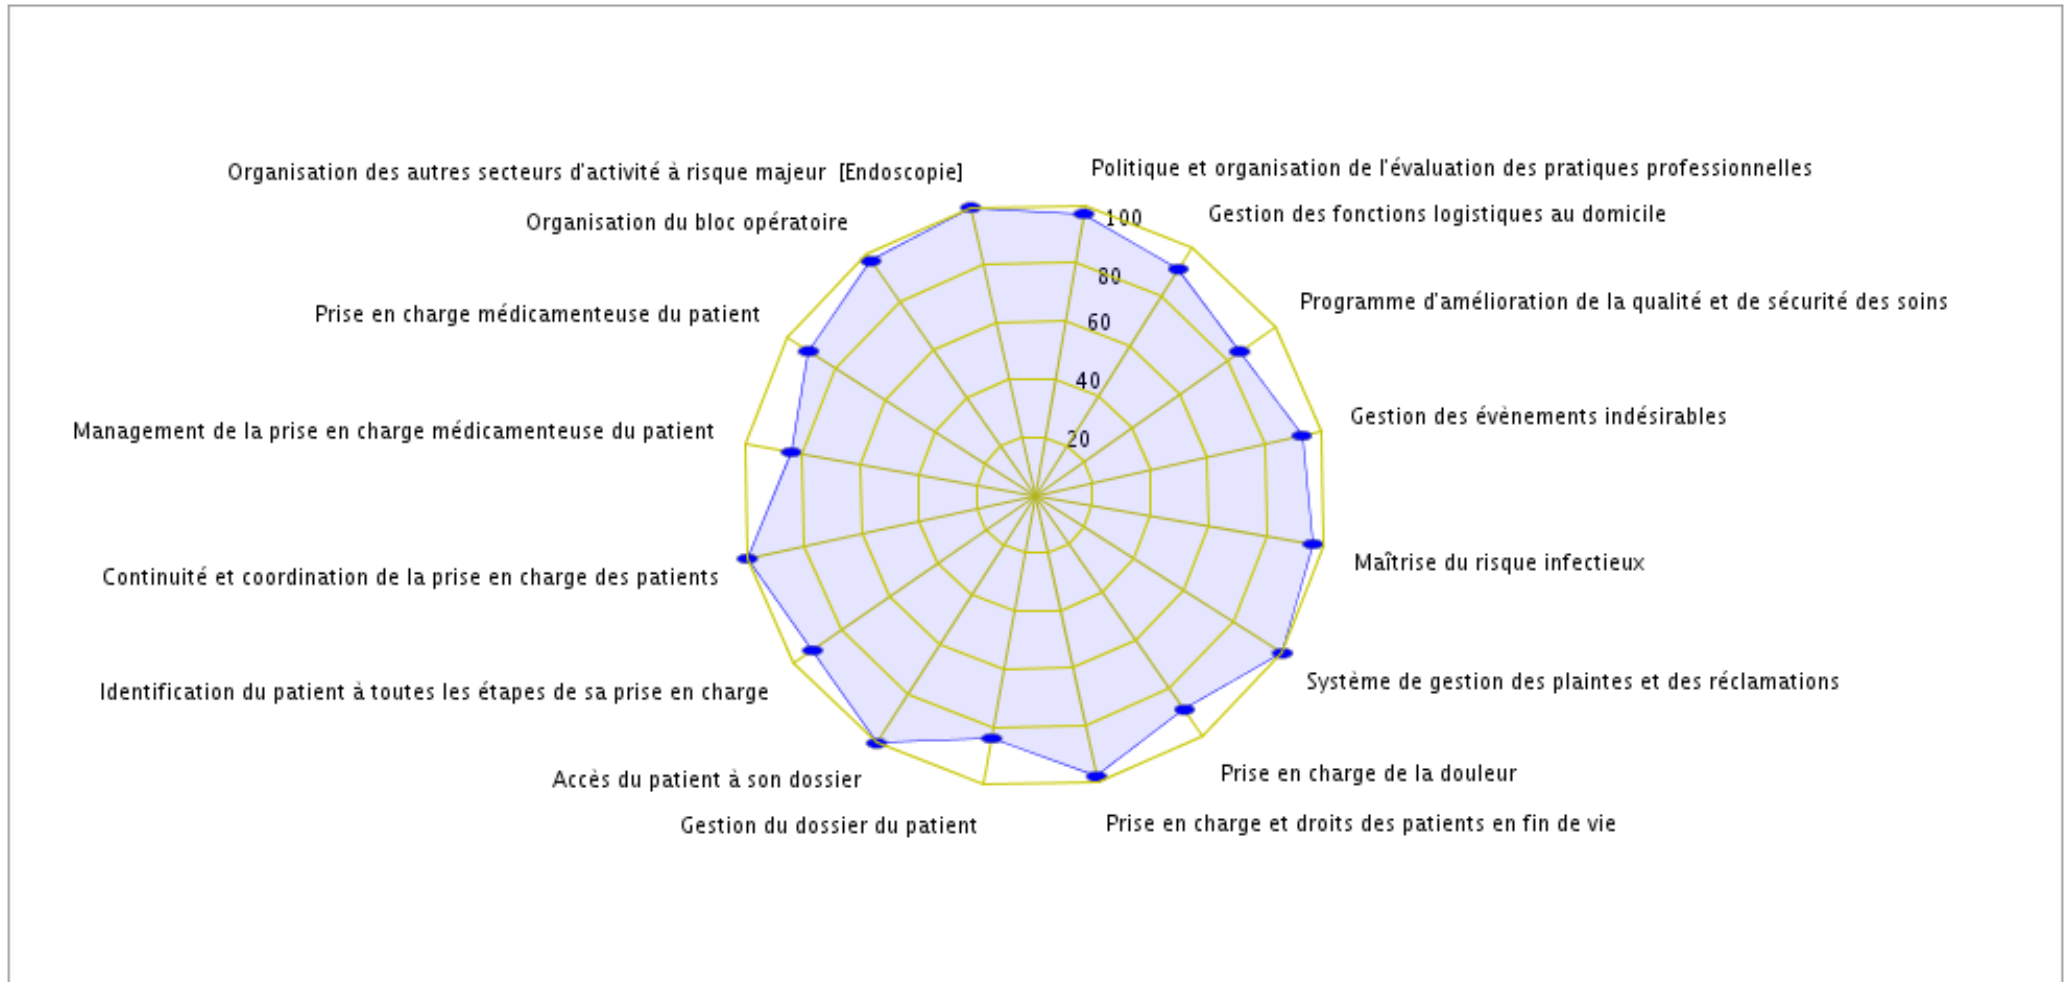 Politique et organisation de l'évaluation des pratiques professionnelles
Organisation des autres secteurs d'activité à risque majeur [Endoscopie]
100
Gestion des fonctions logistiques au domicile
Organisation du bloc opératoire
80
Programme d'amélioration de la qualité et de sécurité des soins
Prise en charge médicamenteuse du patient
60
40
Gestion des évènements indésirables
Management de la prise en charge médicamenteuse du patient
20
Maîtrise du risque infectieux
Continuité et coordination de la prise en charge des patients
Système de gestion des plaintes et des réclamations
Identification du patient à toutes les étapes de sa prise en charge
Prise en charge de la douleur
Accès du patient à son dossier
Prise en charge et droits des patients en fin de vie
Gestion du dossier du patient